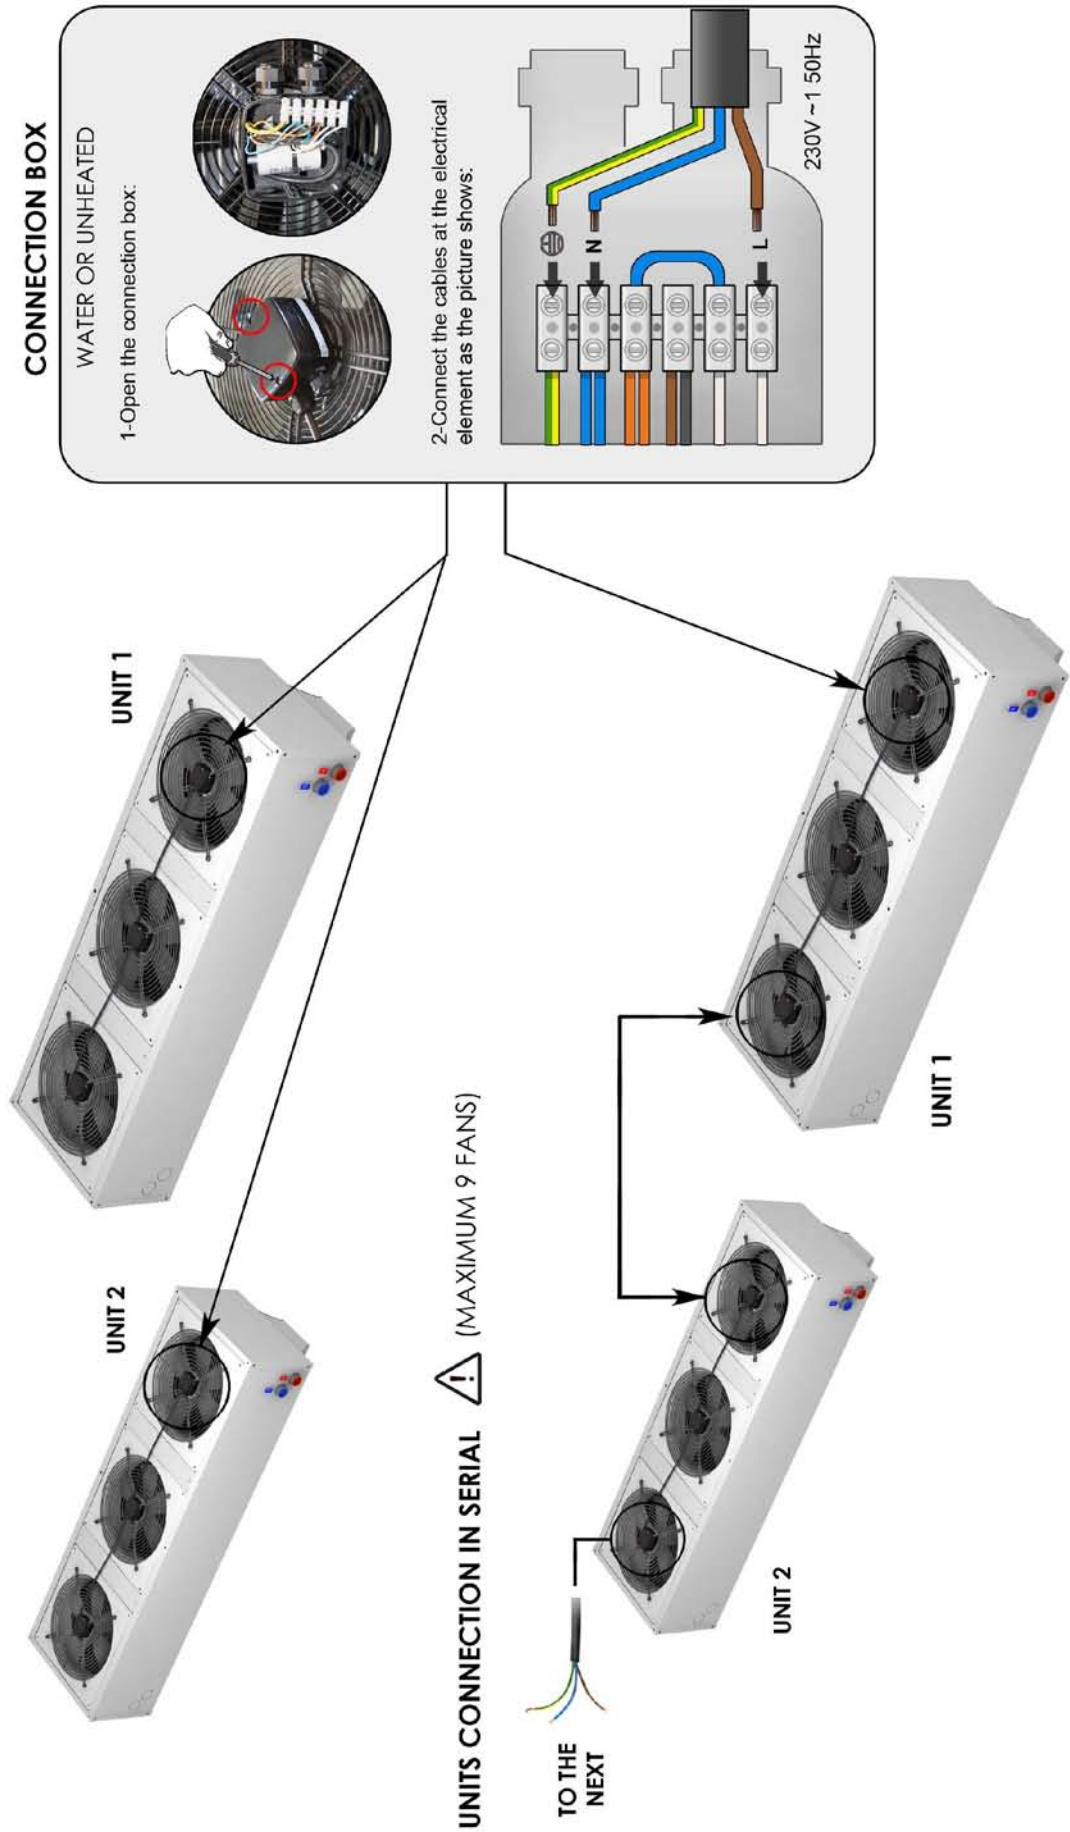 CONNECTION BOX
WATER OR UNHEATED
1-Open the connection box:
2-Connect the cables at the electrical
element as the picture shows:
N
L
230V ~1 50Hz
UNIT 1
UNIT 2
UNITS CONNECTION IN SERIAL (MAXIMUM 9 FANS)
UNIT 1
UNIT 2
TO THE
NEXT